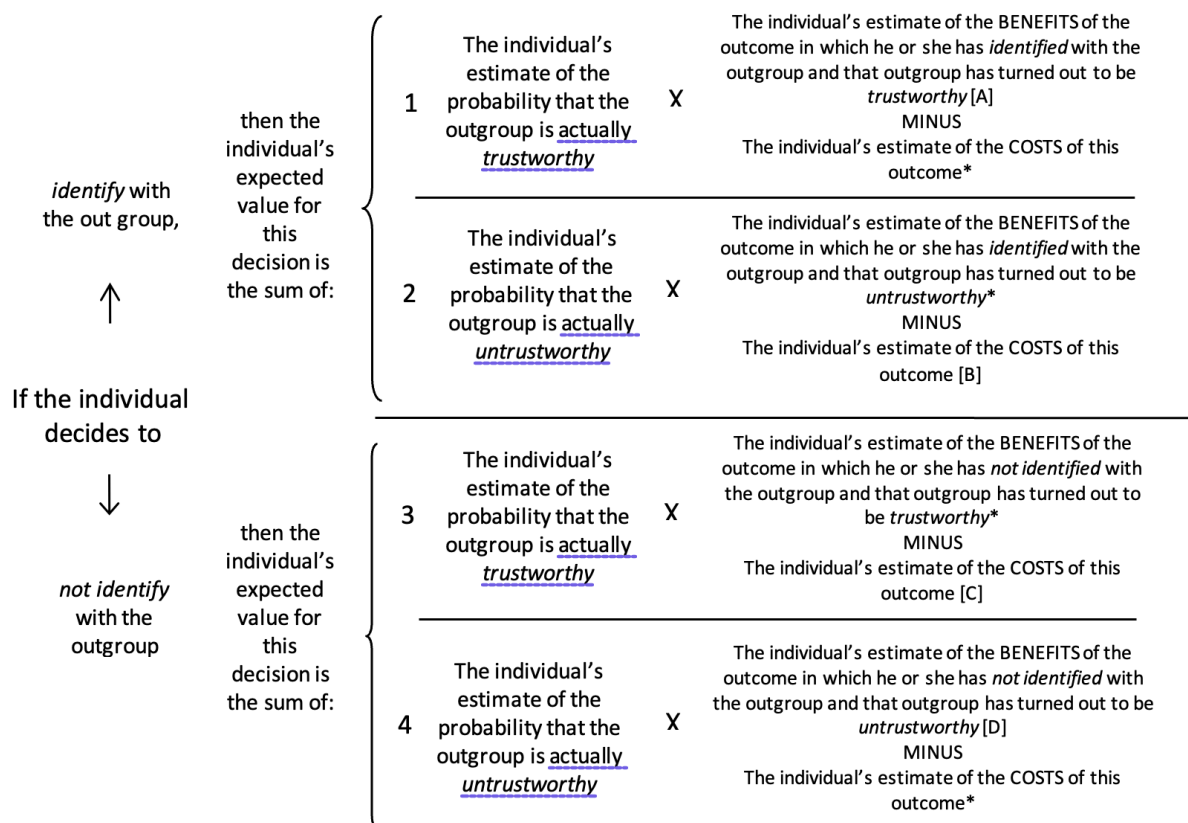 identify with
the out group,
then the
individual’s
expected
value for
this
decision is
the sum of:
1
The individual’s
estimate of the
probability that the
outgroup is actually
trustworthy
X
The individual’s estimate of the BENEFITS of the
outcome in which he or she has identified with the
outgroup and that outgroup has turned out to be
trustworthy [A]
MINUS
The individual’s estimate of the COSTS of this
outcome*
2
The individual’s
estimate of the
probability that the
outgroup is actually
untrustworthy
X
The individual’s estimate of the BENEFITS of the
outcome in which he or she has identified with the
outgroup and that outgroup has turned out to be
untrustworthy*
MINUS
The individual’s estimate of the COSTS of this
outcome [B]
If the individual
decides to
not identify
with the
outgroup
then the
individual’s
expected
value for
this
decision is
the sum of:
3
The individual’s
estimate of the
probability that the
outgroup is actually
trustworthy
X
The individual’s estimate of the BENEFITS of the
outcome in which he or she has not identified with
the outgroup and that outgroup has turned out to
be trustworthy*
MINUS
The individual’s estimate of the COSTS of this
outcome [C]
4
The individual’s
estimate of the
probability that the
outgroup is actually
untrustworthy
X
The individual’s estimate of the BENEFITS of the
outcome in which he or she has not identified with
the outgroup and that outgroup has turned out to be
untrustworthy [D]
MINUS
The individual’s estimate of the COSTS of this
outcome*